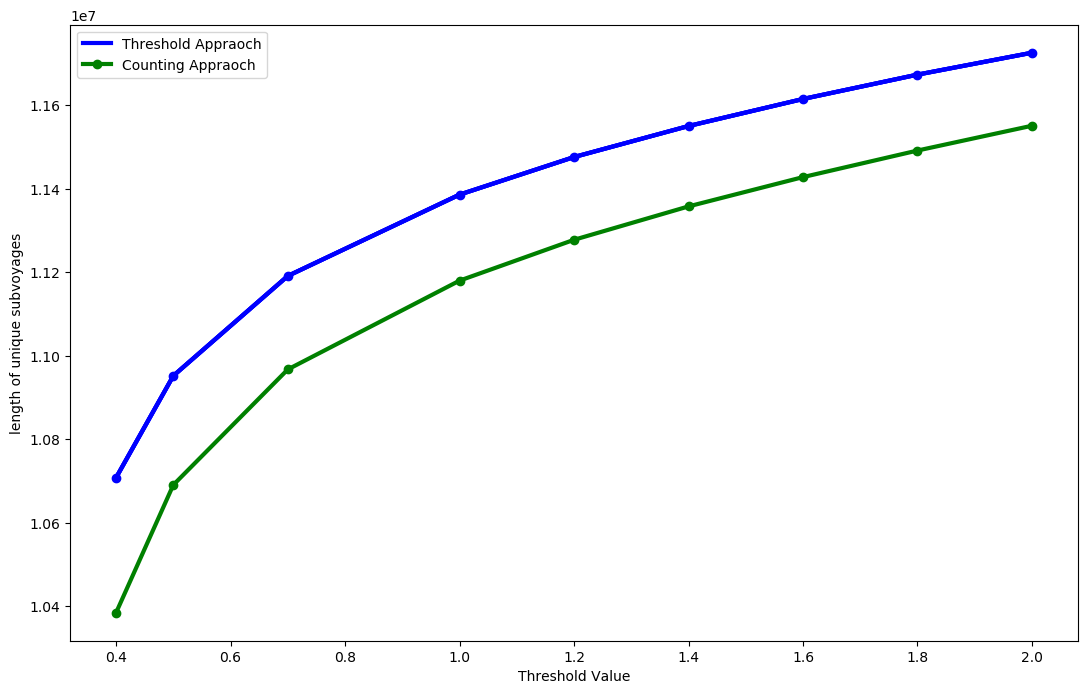 1e7
Threshold Appraoch
Counting Appraoch
1.16
1.14
1.12
1.10
1.08
1.06
1.04
length of unique subvoyages
0.4 0.6 0.8 1.0 1.2 1.4 1.6 1.8 2.0
Threshold Value